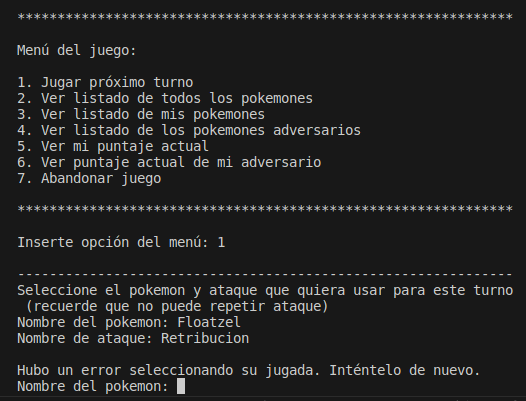 **************************************************************
Menú del juego:
1. Jugar próximo turno
2. Ver listado de todos los pokemones
3. Ver listado de mis pokemones
4. Ver listado de los pokemones adversarios
5. Ver mi puntaje actual
6. Ver puntaje actual de mi adversario
7. Abandonar juego
**************************************************************
Inserte opción del menú: 1
--------------------------------------------------------------
Seleccione el pokemon y ataque que quiera usar para este turno
(recuerde que no puede repetir ataque)
Nombre del pokemon: Floatzel
Nombre de ataque: Retribucion
Hubo un error seleccionando su jugada. Inténtelo de nuevo.
Nombre del pokemon: